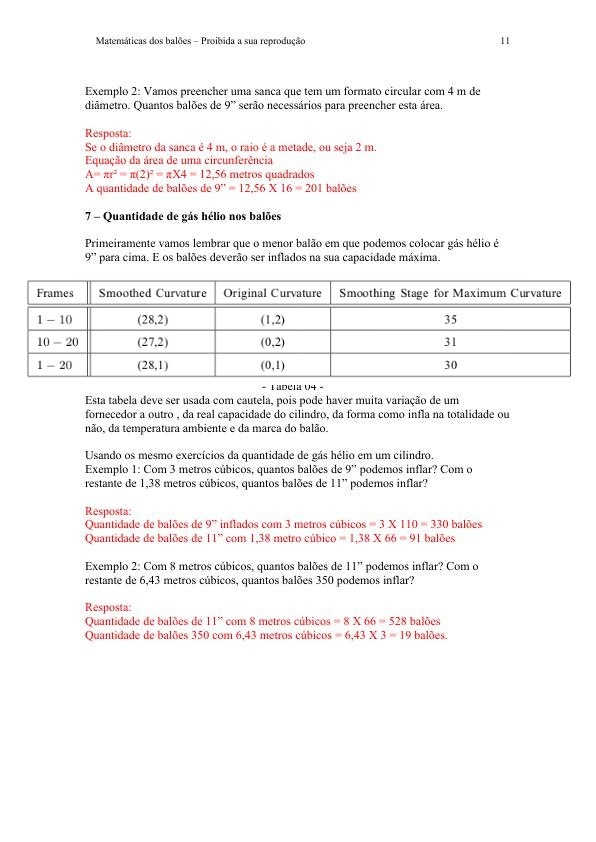 Matemáticas dos balões – Proibida a sua reprodução 11
Exemplo 2: Vamos preencher uma sanca que tem um formato circular com 4 m de
diâmetro. Quantos balões de 9” serão necessários para preencher esta área.
Resposta:
Se o diâmetro da sanca é 4 m, o raio é a metade, ou seja 2 m.
Equação da área de uma circunferência
A= πr² = π(2)² = πX4 = 12,56 metros quadrados
A quantidade de balões de 9” = 12,56 X 16 = 201 balões
7 – Quantidade de gás hélio nos balões
Primeiramente vamos lembrar que o menor balão em que podemos colocar gás hélio é
9” para cima. E os balões deverão ser inflados na sua capacidade máxima.
Frames Smoothed Curvature Original Curvature Smoothing Stage for Maximum Curvature
1 − 10 (28,2) (1,2) 35
10 − 20 (27,2) (0,2) 31
1 − 20 (28,1) (0,1) 30
- Tabela 04 -
Esta tabela deve ser usada com cautela, pois pode haver muita variação de um
fornecedor a outro , da real capacidade do cilindro, da forma como infla na totalidade ou
não, da temperatura ambiente e da marca do balão.
Usando os mesmo exercícios da quantidade de gás hélio em um cilindro.
Exemplo 1: Com 3 metros cúbicos, quantos balões de 9” podemos inflar? Com o
restante de 1,38 metros cúbicos, quantos balões de 11” podemos inflar?
Resposta:
Quantidade de balões de 9” inflados com 3 metros cúbicos = 3 X 110 = 330 balões
Quantidade de balões de 11” com 1,38 metro cúbico = 1,38 X 66 = 91 balões
Exemplo 2: Com 8 metros cúbicos, quantos balões de 11” podemos inflar? Com o
restante de 6,43 metros cúbicos, quantos balões 350 podemos inflar?
Resposta:
Quantidade de balões de 11” com 8 metros cúbicos = 8 X 66 = 528 balões
Quantidade de balões 350 com 6,43 metros cúbicos = 6,43 X 3 = 19 balões.